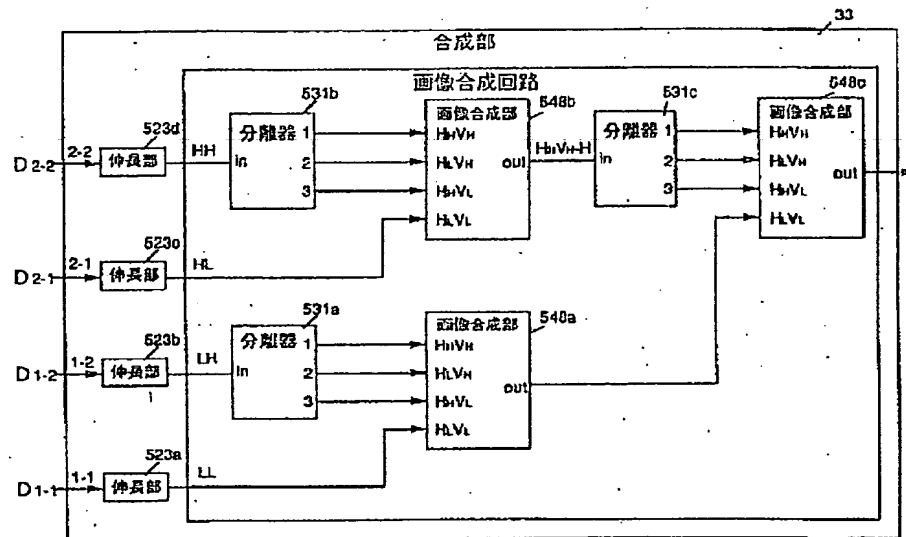 33
合成部
画像合成回路
D2-2
2-2
523d
伸長部
HH
in
531b
分離器
1
2
3
画像合成部
548b
HHVH
HLVH
HHVL
HLVL
out
HHVH-H
in
531c
分離器
1
2
3
548c
画像合成部
HHVH
HLVH
HHVL
HLVL
out
D2-1
2-1
523c
伸長部
HL
D1-2
1-2
523b
伸長部
LH
in
531a
分離器
1
2
3
画像合成部
548a
HHVH
HLVH
HHVL
HLVL
out
D1-1
1-1
523a
伸長部
LL